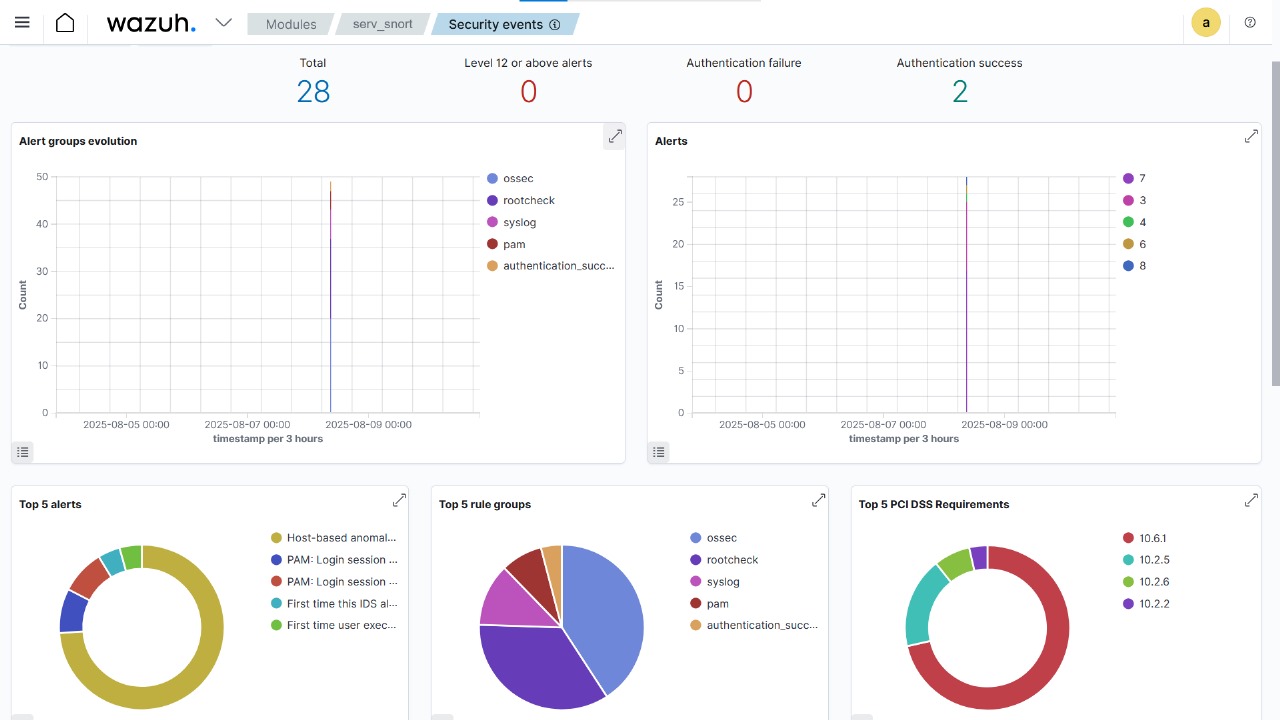 wazuh.
Modules
serv_snort
Security events
a
Total
28
Level 12 or above alerts
0
Authentication failure
0
Authentication success
2
Alert groups evolution
50
40
30
20
10
0
Count
2025-08-05 00:00
2025-08-07 00:00
2025-08-09 00:00
timestamp per 3 hours
ossec
rootcheck
syslog
pam
authentication_succ...
Alerts
25
20
15
10
5
0
Count
2025-08-05 00:00
2025-08-07 00:00
2025-08-09 00:00
timestamp per 3 hours
7
3
4
6
8
Top 5 alerts
Host-based anomal...
PAM: Login session ...
PAM: Login session ...
First time this IDS al...
First time user exec...
Top 5 rule groups
ossec
rootcheck
syslog
pam
authentication_succ...
Top 5 PCI DSS Requirements
10.6.1
10.2.5
10.2.6
10.2.2